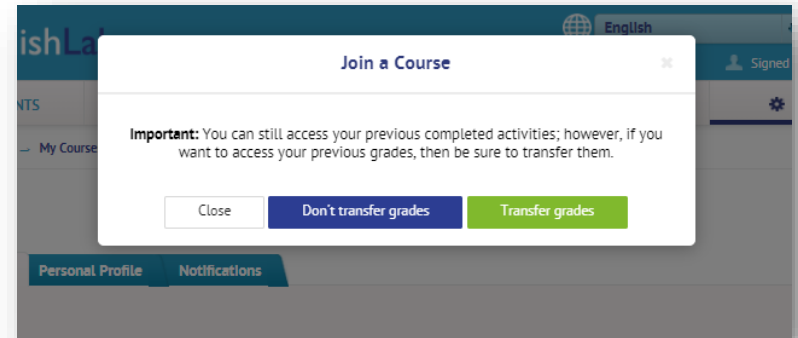 ishLa
English
Join a Course
Signed
NTS
Important: You can still access your previous completed activities; however, if you
want to access your previous grades, then be sure to transfer them.
→ My Course
Close
Don't transfer grades
Transfer grades
Personal Profile
Notifications